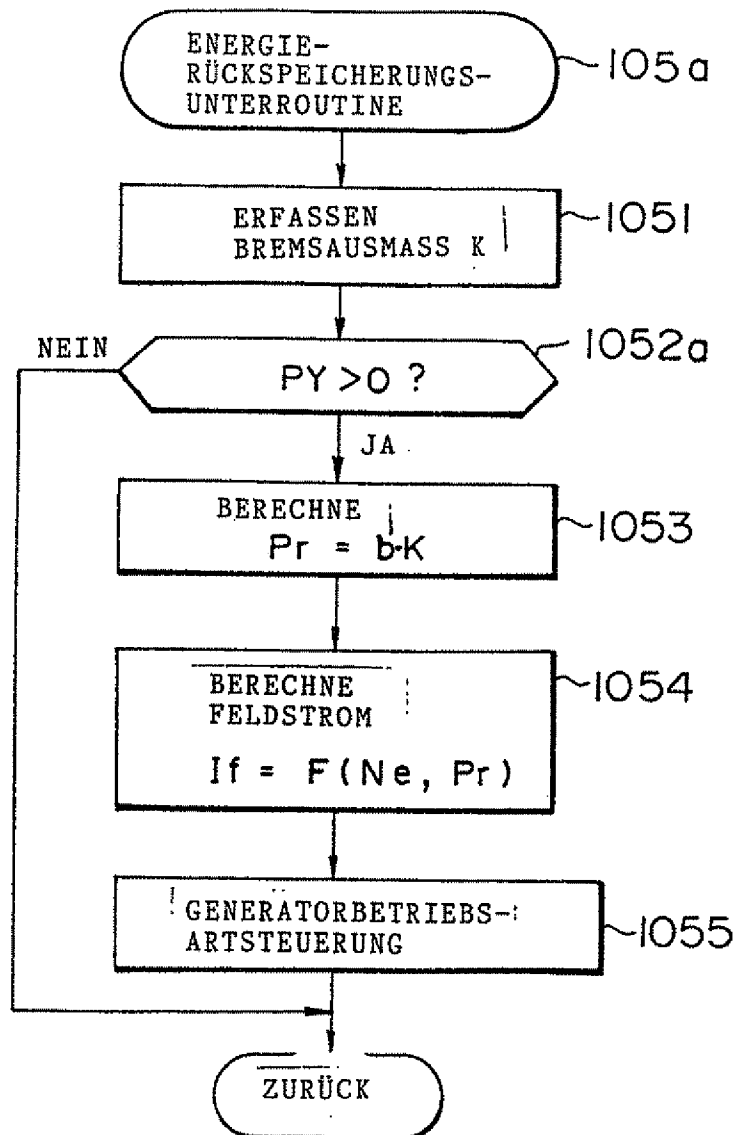 ENERGIE-
RÜCKSPEICHERUNGS-
UNTERROUTINE
105a
ERFASSEN
BREMSAUSMASS K
1051
NEIN
PY >0 ?
1052a
JA
BERECHNE
Pr = b·K
1053
BERECHNE
FELDSTROM
If = F(Ne, Pr)
1054
GENERATORBETRIEBS-
ARTSTEUERUNG
1055
ZURÜCK